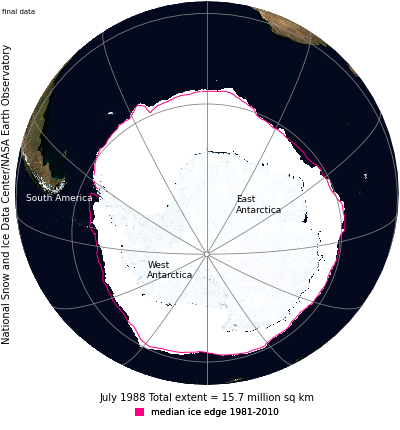 final data
National Snow and Ice Data Center/NASA Earth Observatory
South America
East
Antarctica
West
Antarctica
July 1988 Total extent = 15.7 million sq km
median ice edge 1981-2010